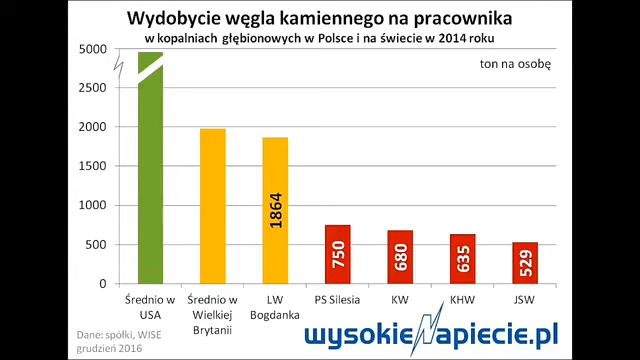 Wydobycie węgla kamiennego na pracownika
w kopalniach głębionowych w Polsce i na świecie w 2014 roku
5000
ton na osobę
2500
2000
1500
1000
500
0
1864
750
680
635
529
Średnio w USA
Średnio w Wielkiej Brytanii
LW Bogdanka
PS Silesia
KW
KHW
JSW
Dane: spółki, WISE
grudzień 2016
wysokieNapiecie.pl